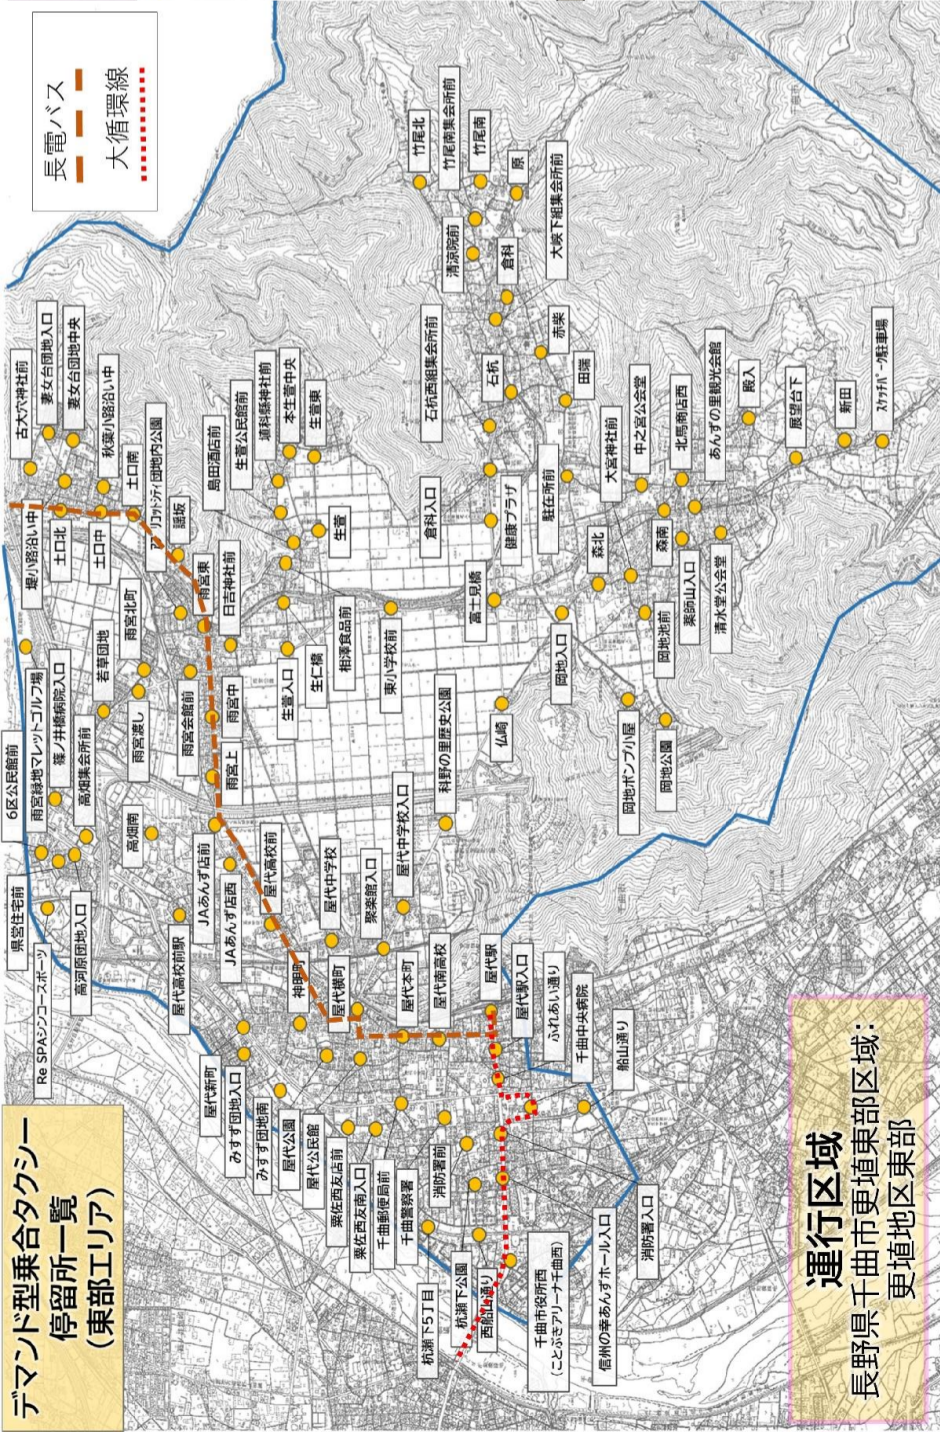 デマンド型乗合タクシー
停留所一覧
（東部エリア）
長電バス
大循環線
6区公民館前
雨宮緑地マレットゴルフ場
篠ノ井橋病院入口
高畑集会所前
県営住宅前
Re SPAジンコースポーツ
高河原団地入口
高畑南
若草団地
雨宮渡し
雨宮北町
古大穴神社前
妻女台団地入口
妻女台団地中央
秋葉小路沿い中
土口南
堤小路沿い中
土口北
土口中
謡坂
雨宮東
日吉神社前
雨宮会館前
雨宮中
雨宮上
島田酒店前
生萱公民館前
埴科縣神社前
本生萱中央
生萱東
生萱
生萱入口
生仁橋
相澤食品前
東小学校前
JAあんず店前
JAあんず店西
屋代高校前
屋代高校前駅
屋代中学校
聚楽館入口
屋代中学校入口
科野の里歴史公園
神明町
屋代横町
屋代本町
屋代南高校
屋代駅
屋代駅入口
ふれあい通り
千曲中央病院
船山通り
屋代新町
みすず団地入口
みすず団地南
屋代公園
屋代公民館
粟佐西友店前
粟佐西友南入口
千曲郵便局前
千曲警察署
消防署前
杭瀬下5丁目
杭瀬下公園
西船山通り
千曲市役所西
（ことぶきアリーナ千曲西）
信州の幸あんずホール入口
消防署入口
竹尾北
竹尾南集会所前
竹尾南
原
清涼院前
倉科
大峡下組集会所前
石杭西組集会所前
石杭
赤柴
田端
倉科入口
健康プラザ
駐在所前
富士見橋
大宮神社前
中之宮公会堂
北馬商店西
あんずの里観光会館
殿入
展望台下
新田
スケッチパーク駐車場
森北
森南
薬師山入口
清水堂公会堂
岡地池前
岡地入口
仏崎
岡地ポンプ小屋
岡地公園
運行区域
長野県千曲市更埴東部区域：
更埴地区東部